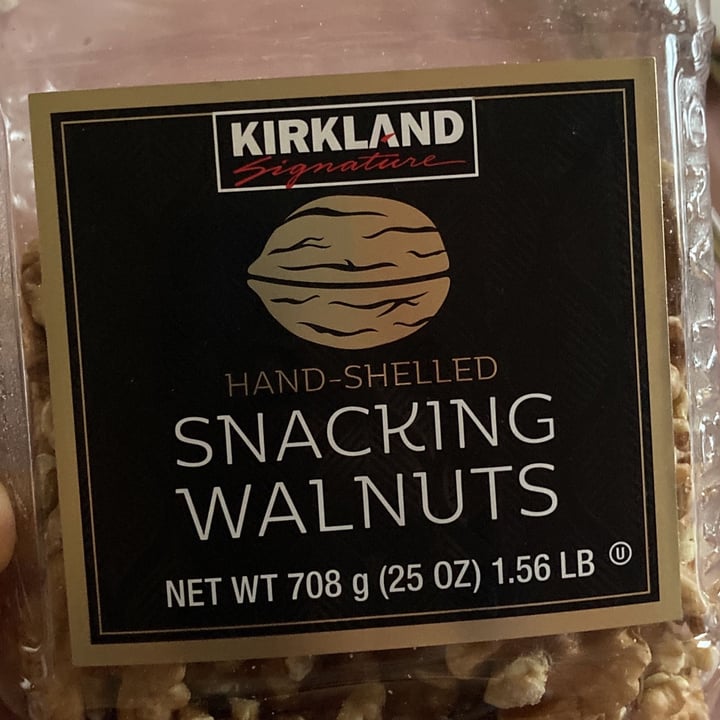 KIRKLAND
Signature
HAND-SHELLED
SNACKING
WALNUTS
NET WT 708 g (25 OZ) 1.56 LB Ⓤ